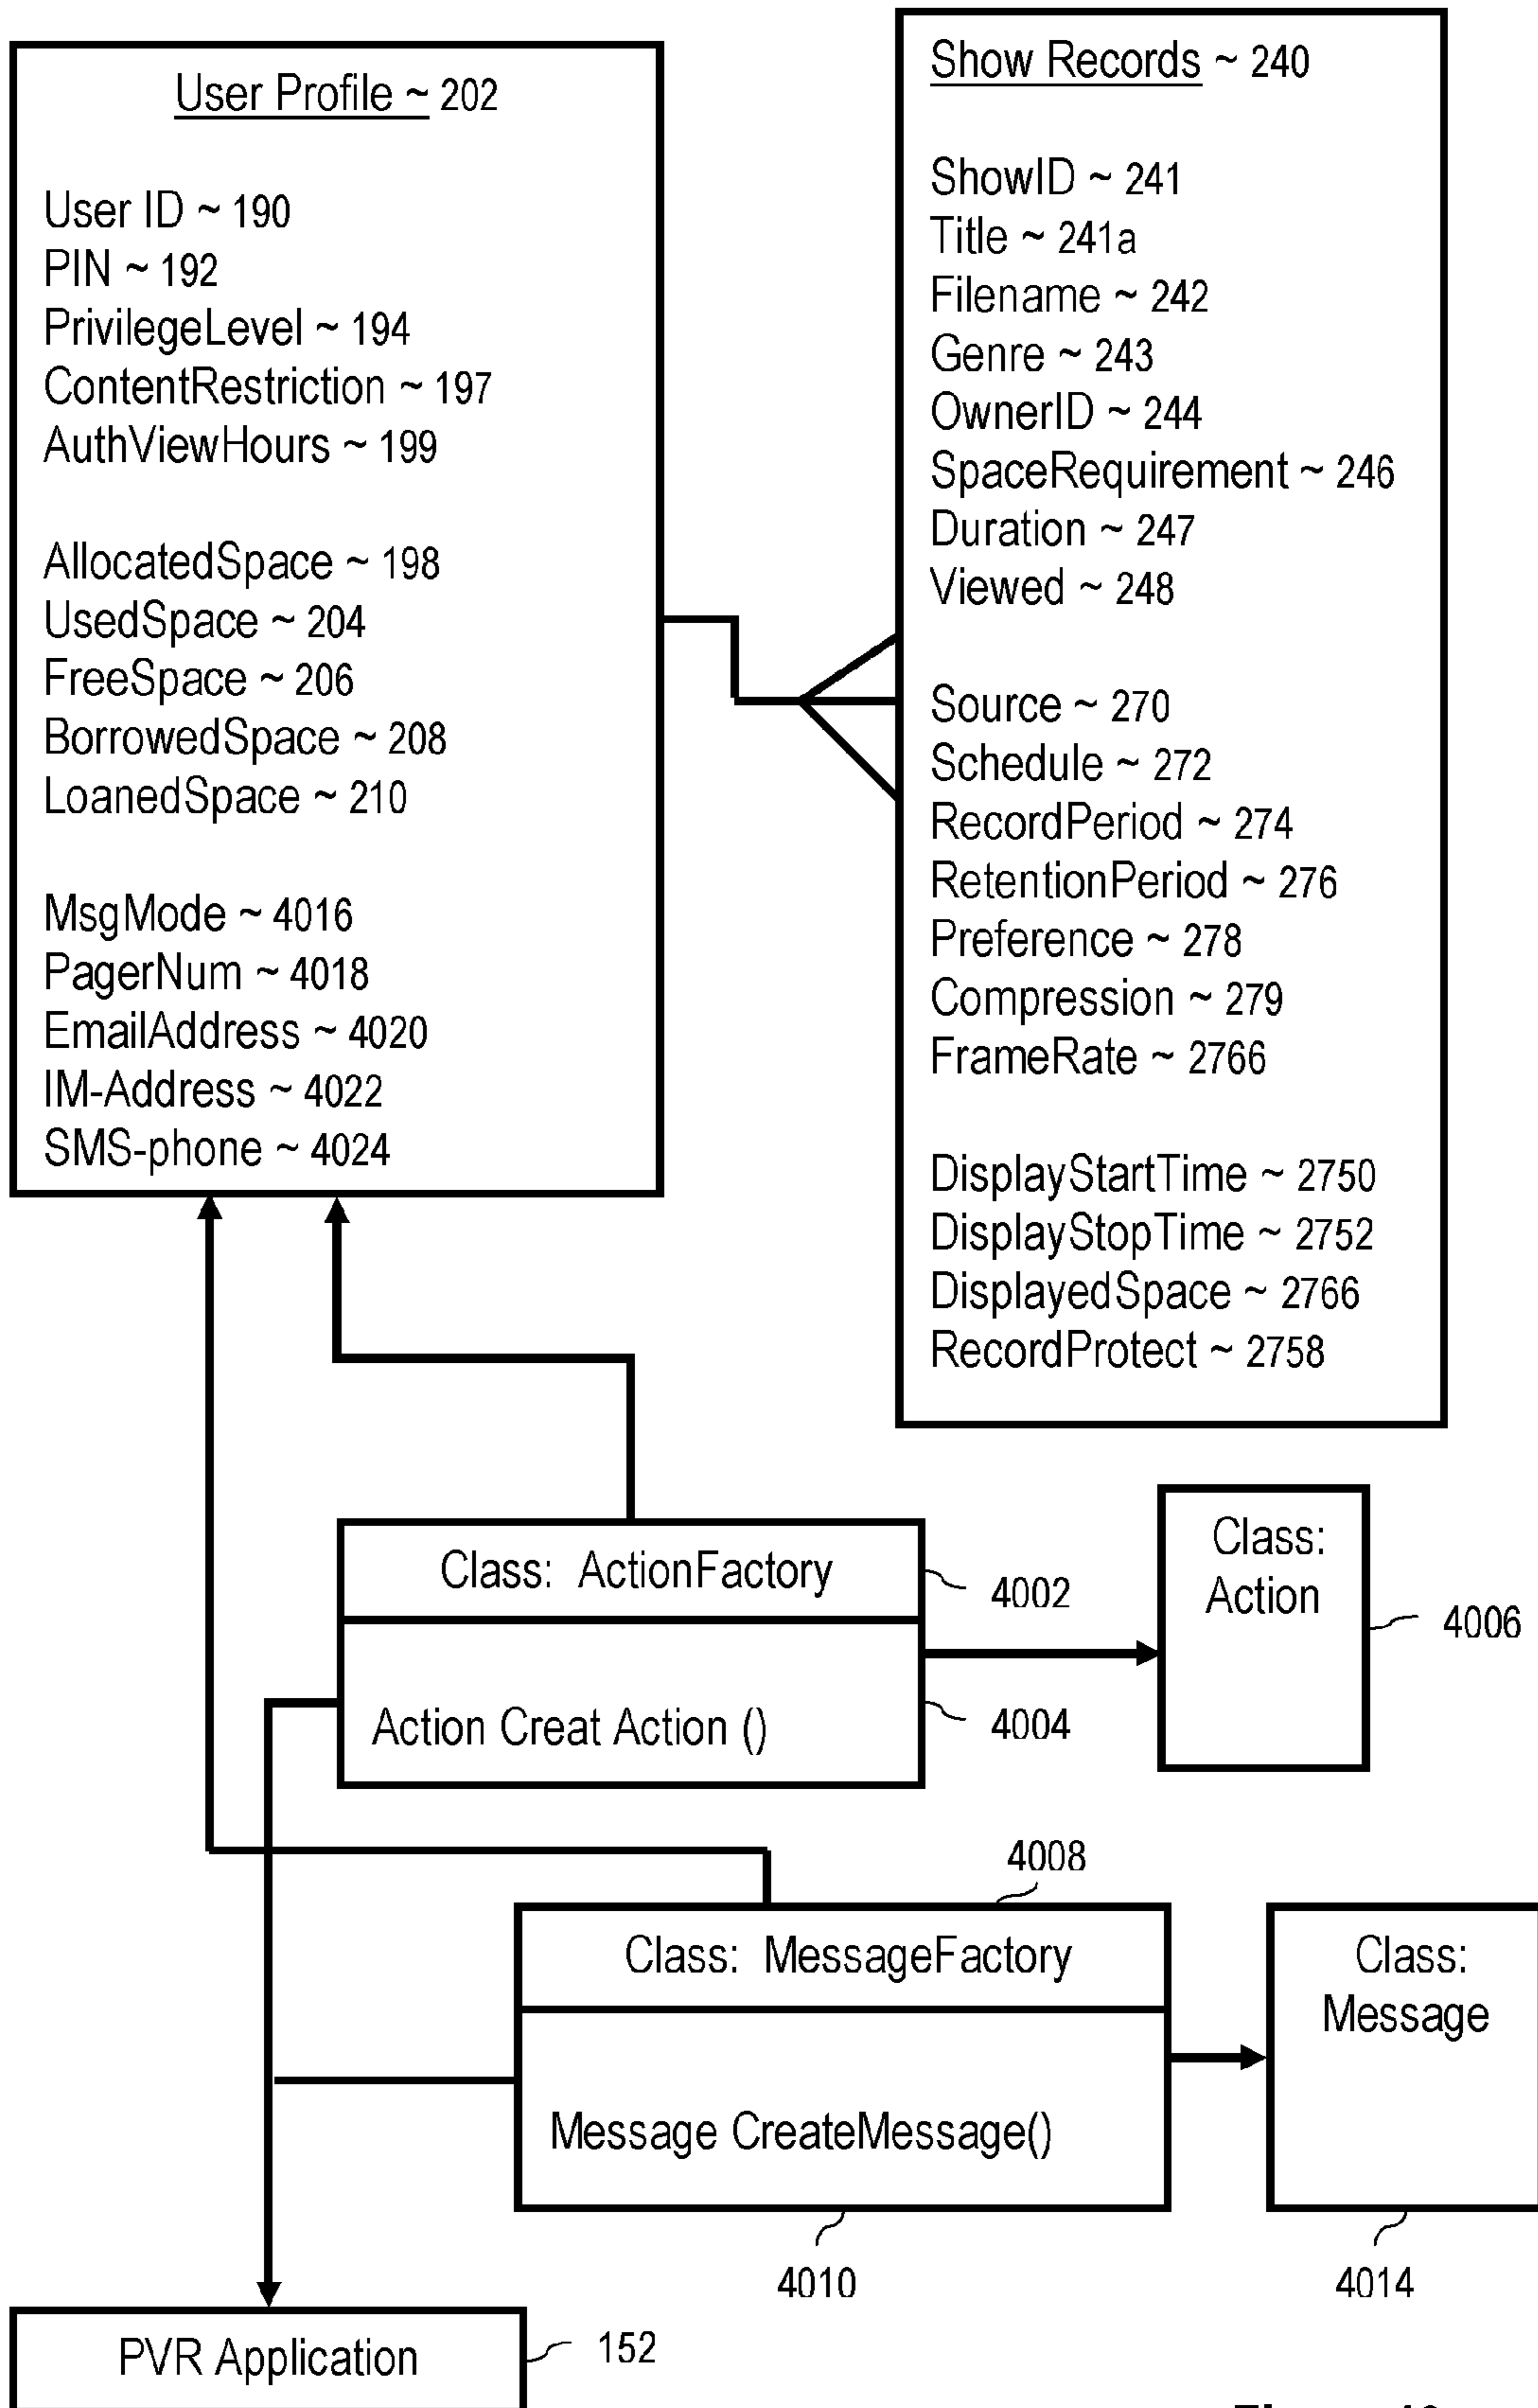 User Profile ~ 202
User ID ~ 190
PIN ~ 192
PrivilegeLevel ~ 194
ContentRestriction ~ 197
AuthViewHours ~ 199
AllocatedSpace ~ 198
UsedSpace ~ 204
FreeSpace ~ 206
BorrowedSpace ~ 208
LoanedSpace ~ 210
MsgMode ~ 4016
PagerNum ~ 4018
EmailAddress ~ 4020
IM-Address ~ 4022
SMS-phone ~ 4024
Show Records ~ 240
ShowID ~ 241
Title ~ 241a
Filename ~ 242
Genre ~ 243
OwnerID ~ 244
SpaceRequirement ~ 246
Duration ~ 247
Viewed ~ 248
Source ~ 270
Schedule ~ 272
RecordPeriod ~ 274
RetentionPeriod ~ 276
Preference ~ 278
Compression ~ 279
FrameRate ~ 2766
DisplayStartTime ~ 2750
DisplayStopTime ~ 2752
DisplayedSpace ~ 2766
RecordProtect ~ 2758
Class: ActionFactory
4002
Action Creat Action ()
4004
Class:
Action
4006
4008
Class: MessageFactory
Message CreateMessage()
4010
Class:
Message
4014
PVR Application
152